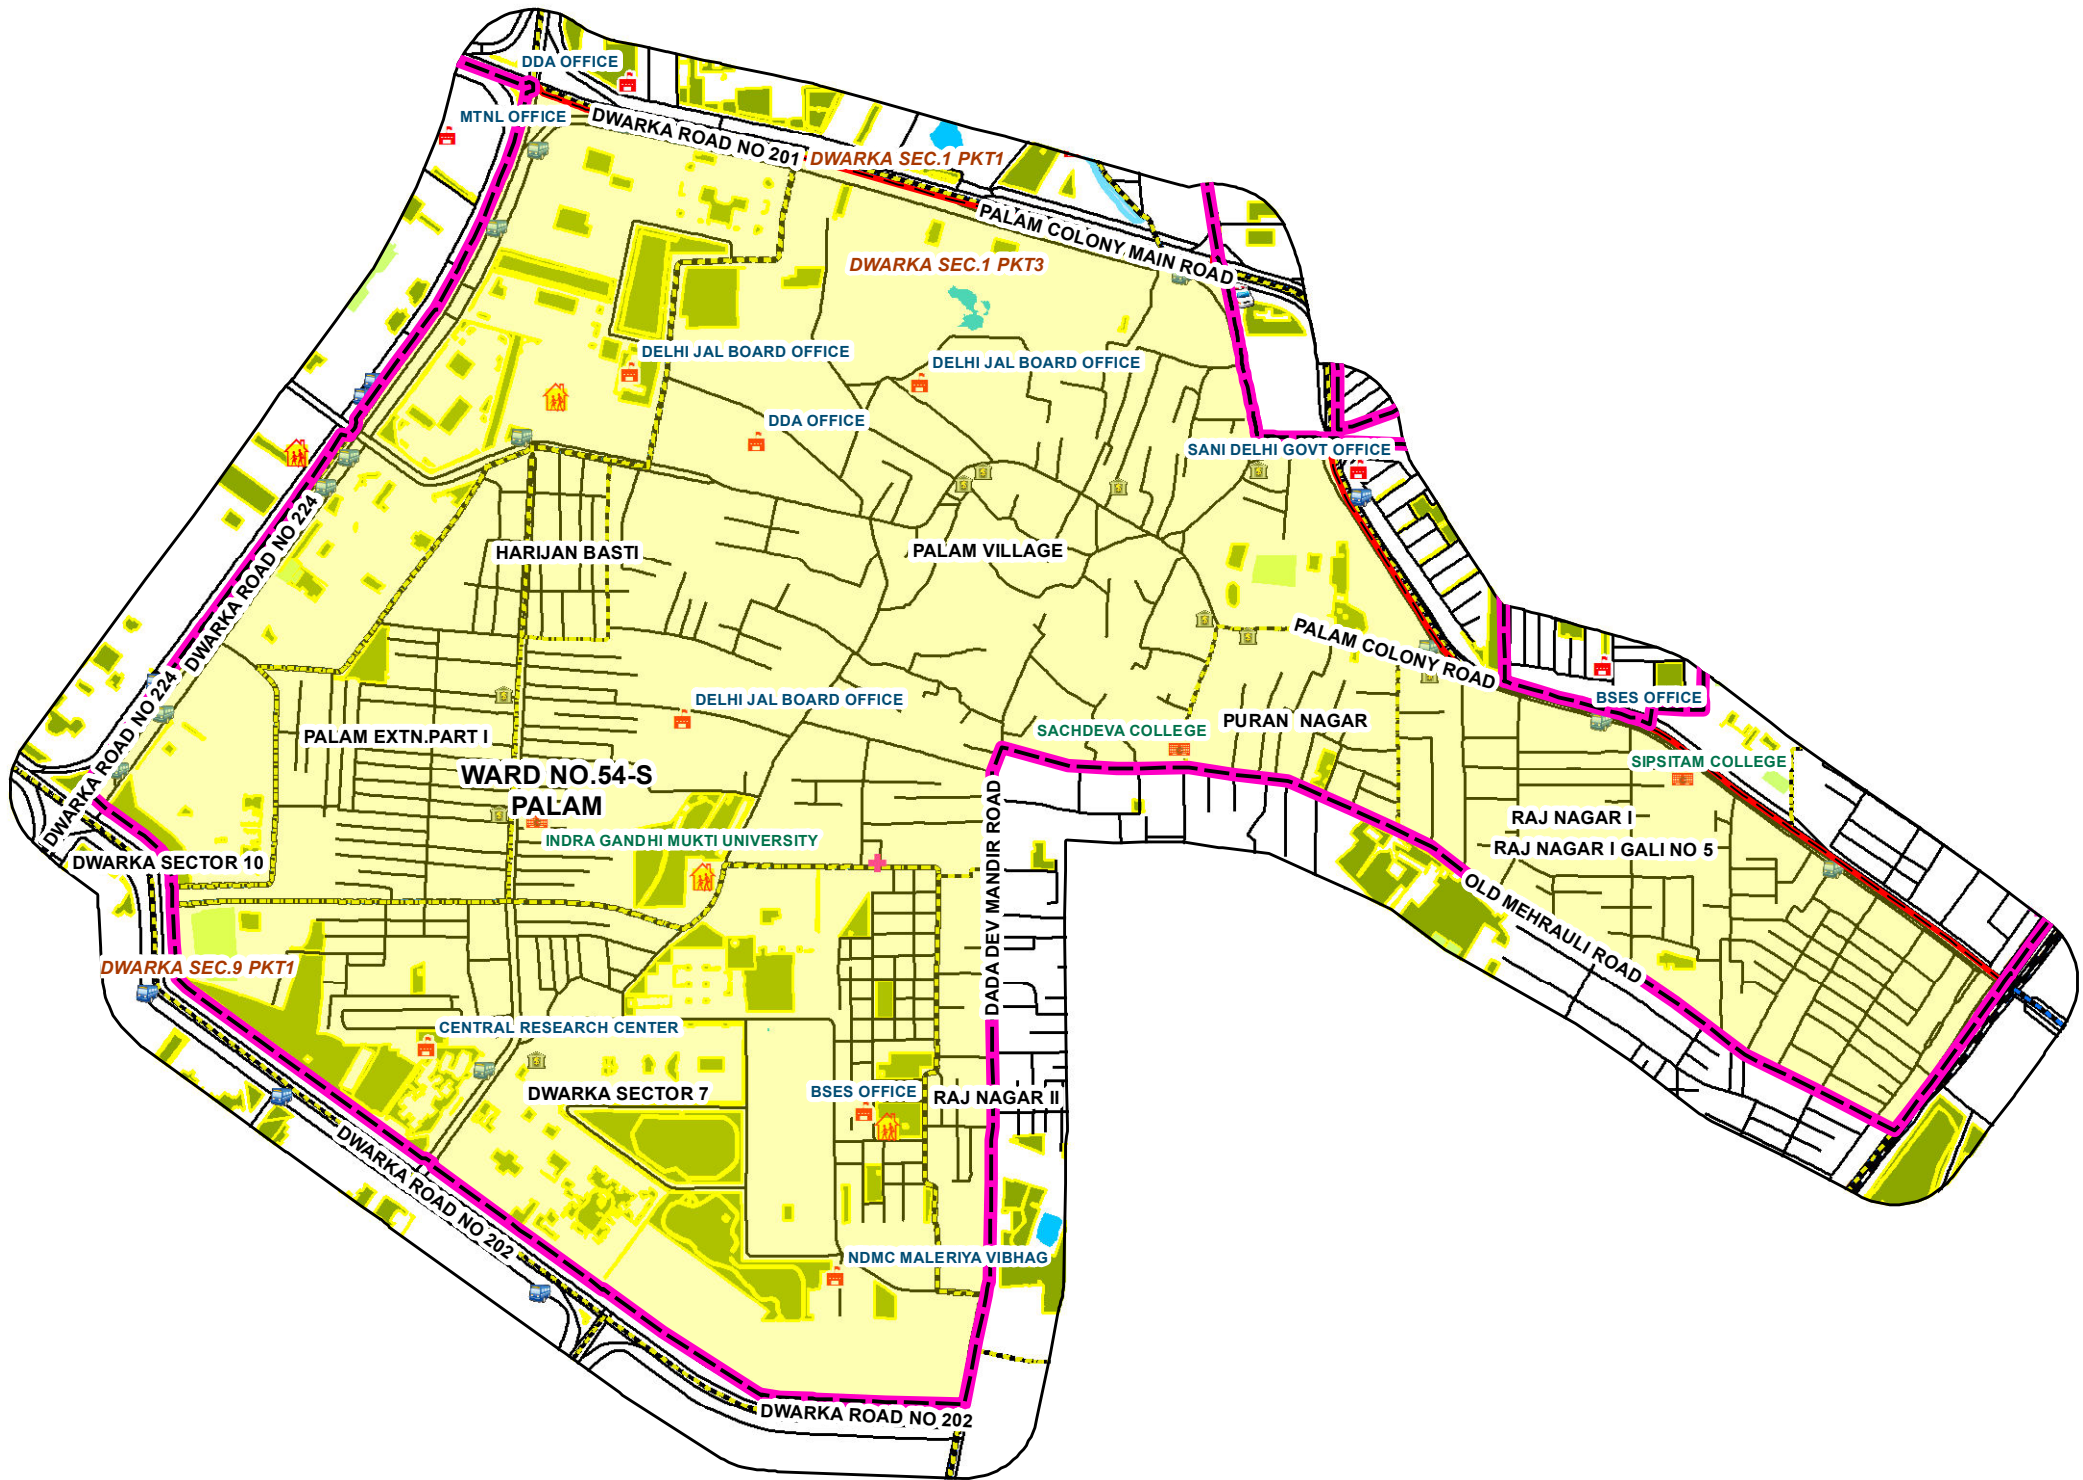 DDA OFFICE
MTNL OFFICE
DWARKA ROAD NO 201
DWARKA SEC.1 PKT1
PALAM COLONY MAIN ROAD
DWARKA SEC.1 PKT3
DELHI JAL BOARD OFFICE
DELHI JAL BOARD OFFICE
DDA OFFICE
SANI DELHI GOVT OFFICE
DWARKA ROAD NO 224
HARIJAN BASTI
PALAM VILLAGE
DWARKA ROAD NO 224
PALAM COLONY ROAD
DELHI JAL BOARD OFFICE
BSES OFFICE
SACHDEVA COLLEGE
PURAN NAGAR
PALAM EXTN.PART I
SIPSITAM COLLEGE
WARD NO.54-S
PALAM
RAJ NAGAR I
RAJ NAGAR I GALI NO 5
INDRA GANDHI MUKTI UNIVERSITY
DWARKA SECTOR 10
DADA DEV MANDIR ROAD
OLD MEHRAULI ROAD
DWARKA SEC.9 PKT1
CENTRAL RESEARCH CENTER
DWARKA SECTOR 7
BSES OFFICE
RAJ NAGAR II
DWARKA ROAD NO 202
NDMC MALERIYA VIBHAG
DWARKA ROAD NO 202